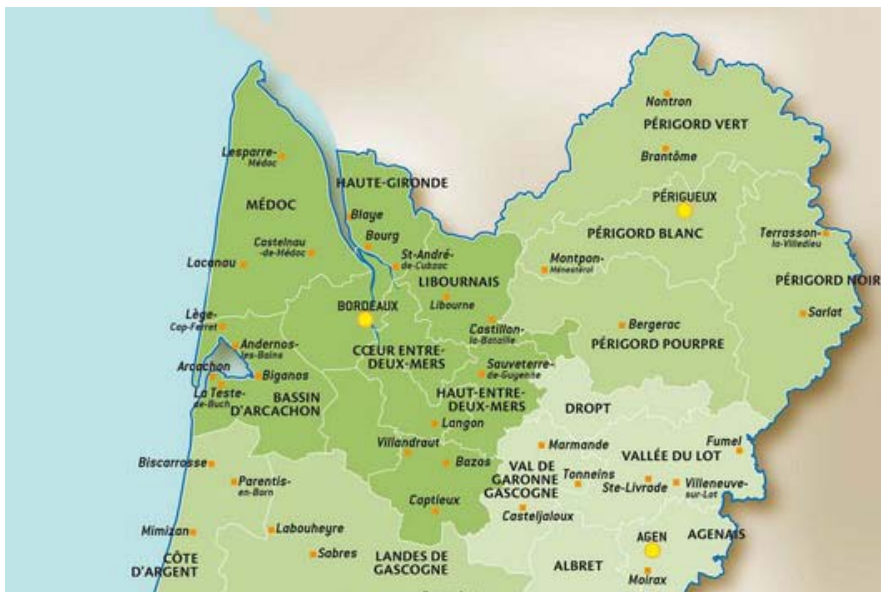 Nontron
PÉRIGORD VERT
Lesparre-
Médoc
Brantôme
HAUTE-GIRONDE
PÉRIGUEUX
MÉDOC
Blaye
PÉRIGORD BLANC
Terrasson-
la-Villedieu
Castelnau
-de-Médoc
Bourg
St-André-
de-Cubzac
Montpon-
Ménestérol
Lacanau
LIBOURNAIS
PÉRIGORD NOIR
Libourne
BORDEAUX
Sarlat
Lège-
Cap-Ferret
Castillon-
la-Bataille
Bergerac
PÉRIGORD POURPRE
Andernos-
les-Bains
CŒUR ENTRE-
DEUX-MERS
Sauveterre-
de-Guyenne
Arcachon
Biganos
La Teste-
de-Buch
BASSIN
D'ARCACHON
HAUT-ENTRE-
DEUX-MERS
DROPT
Langon
Villandraut
Marmande
Fumel
VALLÉE DU LOT
Biscarrosse
Bazas
VAL DE
GARONNE
GASCOGNE
Tonneins
Parentis-
en-Born
Ste-Livrade
Villeneuve-
sur-Lot
Captieux
Casteljaloux
Mimizan
Labouheyre
AGEN
AGENAIS
CÔTE
D'ARGENT
Sabres
LANDES DE
GASCOGNE
ALBRET
Moirax